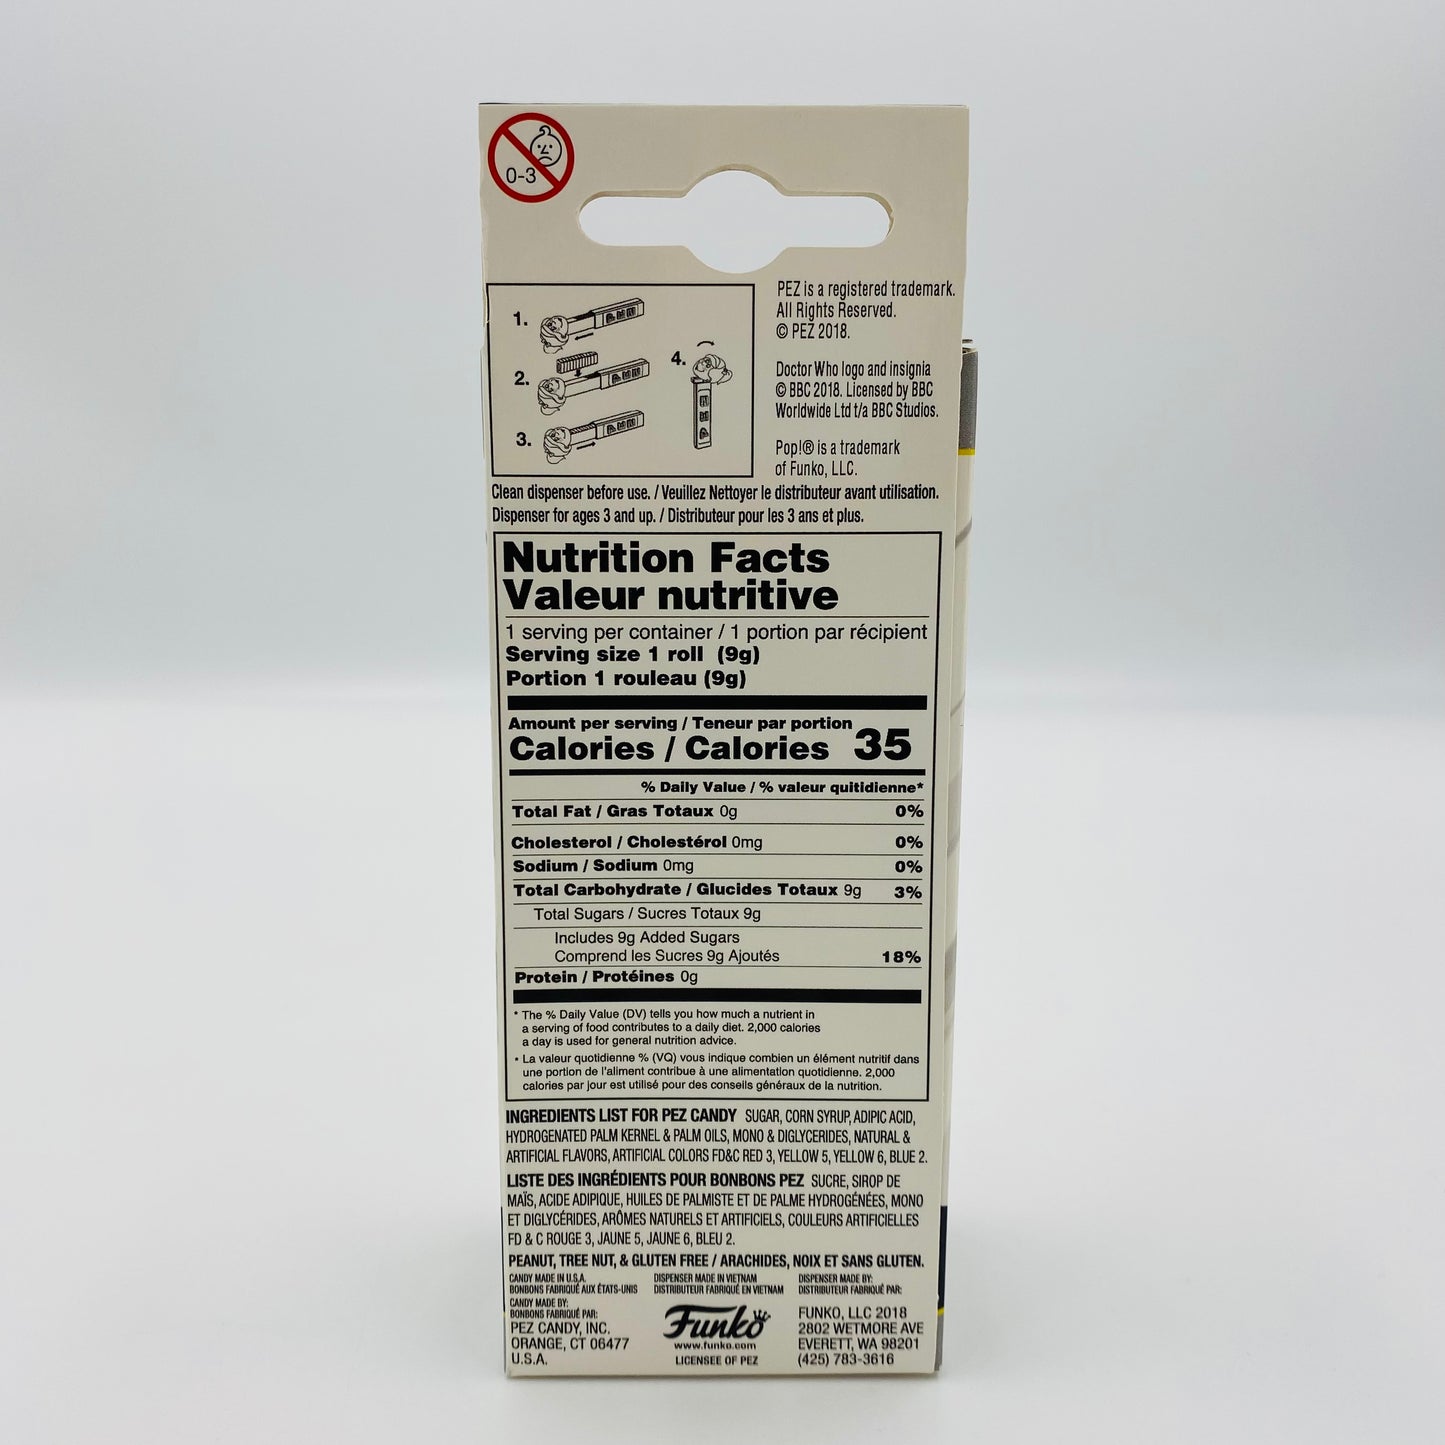 0-3
PEZ is a registered trademark.
All Rights Reserved.
© PEZ 2018.
Doctor Who logo and insignia
© BBC 2018. Licensed by BBC
Worldwide Ltd t/a BBC Studios.
Pop!® is a trademark
of Funko, LLC.
1.
2.
3.
4.
Clean dispenser before use. / Veuillez Nettoyer le distributeur avant utilisation.
Dispenser for ages 3 and up. / Distributeur pour les 3 ans et plus.
Nutrition Facts
Valeur nutritive
1 serving per container / 1 portion par récipient
Serving size 1 roll (9g)
Portion 1 rouleau (9g)
Amount per serving / Teneur par portion
Calories / Calories 35
% Daily Value / % valeur quitidienne*
Total Fat / Gras Totaux 0g 0%
Cholesterol / Cholestérol 0mg 0%
Sodium / Sodium 0mg 0%
Total Carbohydrate / Glucides Totaux 9g 3%
Total Sugars / Sucres Totaux 9g
Includes 9g Added Sugars
Comprend les Sucres 9g Ajoutés 18%
Protein / Protéines 0g
* The % Daily Value (DV) tells you how much a nutrient in
a serving of food contributes to a daily diet. 2,000 calories
a day is used for general nutrition advice.
• La valeur quotidienne % (VQ) vous indique combien un élément nutritif dans
une portion de l'aliment contribue à une alimentation quotidienne. 2,000
calories par jour est utilisé pour des conseils généraux de la nutrition.
INGREDIENTS LIST FOR PEZ CANDY SUGAR, CORN SYRUP, ADIPIC ACID,
HYDROGENATED PALM KERNEL & PALM OILS, MONO & DIGLYCERIDES, NATURAL &
ARTIFICIAL FLAVORS, ARTIFICIAL COLORS FD&C RED 3, YELLOW 5, YELLOW 6, BLUE 2.
LISTE DES INGRÉDIENTS POUR BONBONS PEZ SUCRE, SIROP DE
MAÏS, ACIDE ADIPIQUE, HUILES DE PALMISTE ET DE PALME HYDROGÉNÉES, MONO
ET DIGLYCÉRIDES, ARÔMES NATURELS ET ARTIFICIELS, COULEURS ARTIFICIELLES
FD & C ROUGE 3, JAUNE 5, JAUNE 6, BLEU 2.
PEANUT, TREE NUT, & GLUTEN FREE / ARACHIDES, NOIX ET SANS GLUTEN.
CANDY MADE IN U.S.A.
BONBONS FABRIQUÉ AUX ÉTATS-UNIS
CANDY MADE BY:
BONBONS FABRIQUÉ PAR:
PEZ CANDY, INC.
ORANGE, CT 06477
U.S.A.
DISPENSER MADE IN VIETNAM
DISTRIBUTEUR FABRIQUÉ EN VIETNAM
Funko
www.funko.com
LICENSEE OF PEZ
DISPENSER MADE BY:
DISTRIBUTEUR FABRIQUÉ PAR:
FUNKO, LLC 2018
2802 WETMORE AVE
EVERETT, WA 98201
(425) 783-3616